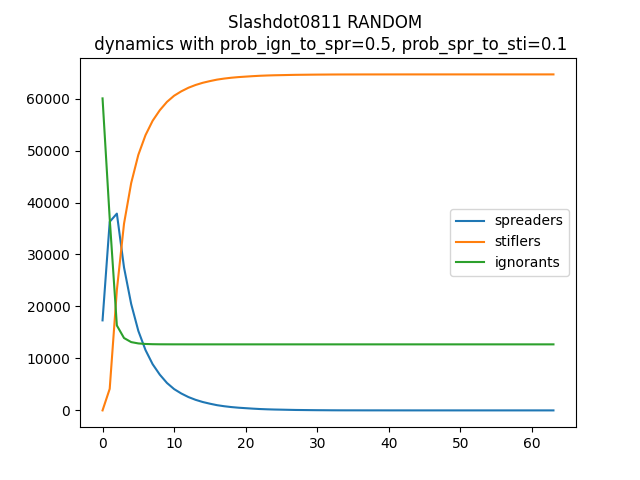 Slashdot0811 RANDOM
dynamics with prob_ign_to_spr=0.5, prob_spr_to_sti=0.1
60000
50000
40000
30000
20000
10000
0
spreaders
stiflers
ignorants
0 10 20 30 40 50 60